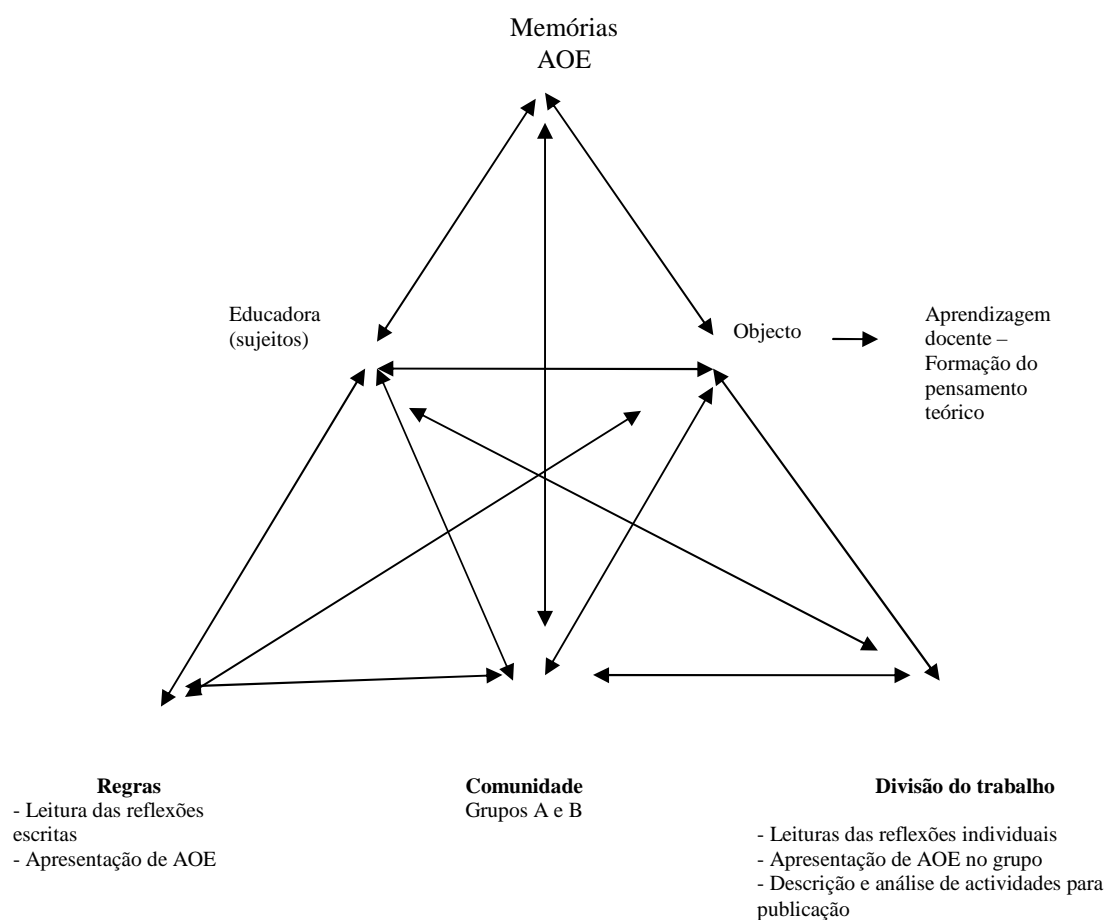 Memórias
AOE
Educadora
(sujeitos)
Objecto
Aprendizagem
docente –
Formação do
pensamento
teórico
Regras
- Leitura das reflexões
escritas
- Apresentação de AOE
Comunidade
Grupos A e B
Divisão do trabalho
- Leituras das reflexões individuais
- Apresentação de AOE no grupo
- Descrição e análise de actividades para
publicação